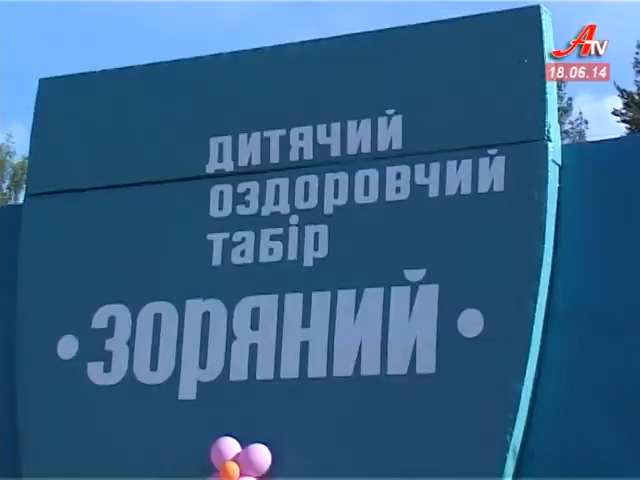 ATV
18.06.14
дитячий
оздоровчий
табір
•зоряний•